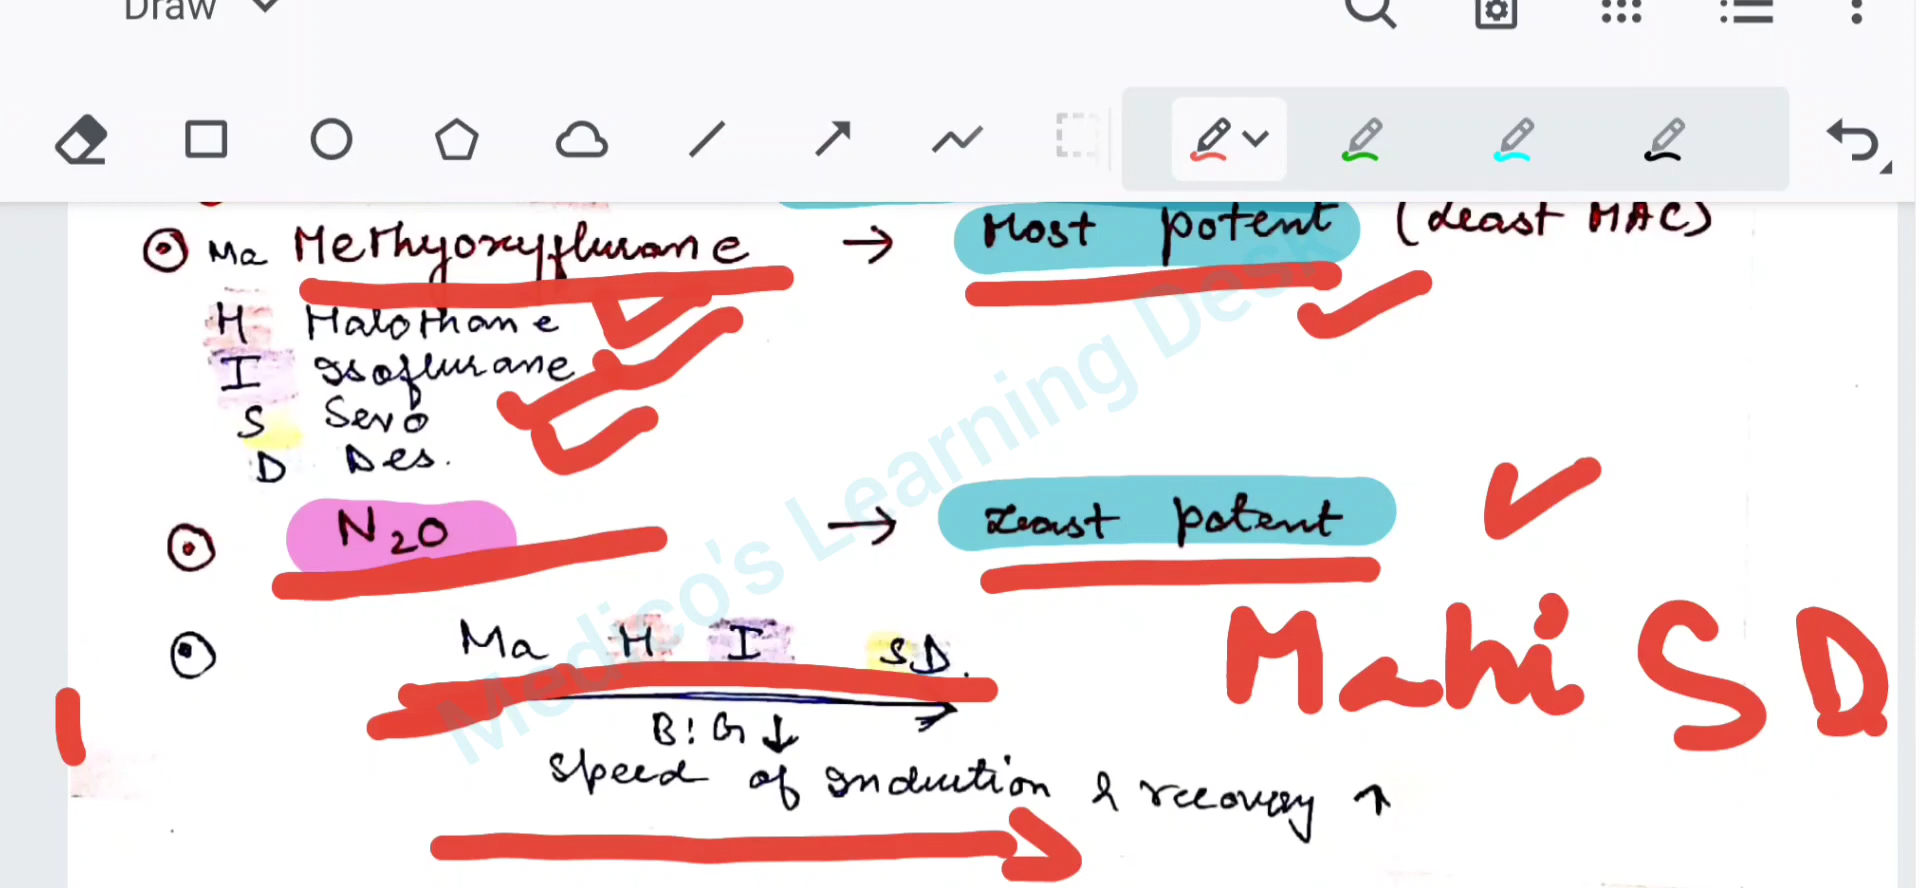 Draw
Ma Methyoxyflurane → Most potent (Least MAC)
H Halothane
I Isoflurane
S Sevo
D Des.
N2O → Least potent
Ma H I SD.
Mahi SD
B:G ↓
Speed of Induction & recovery ↑
Medico's Learning Desk